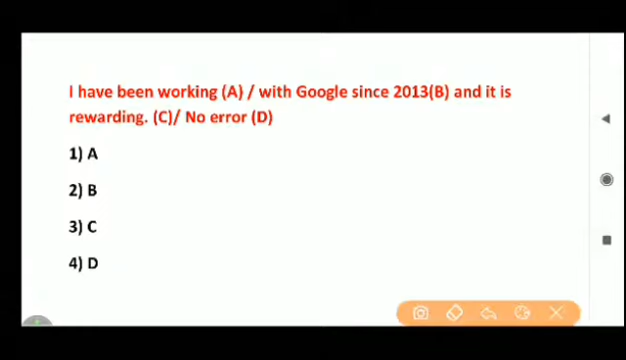 I have been working (A) / with Google since 2013(B) and it is
rewarding. (C)/ No error (D)
1) A
2) B
3) C
4) D